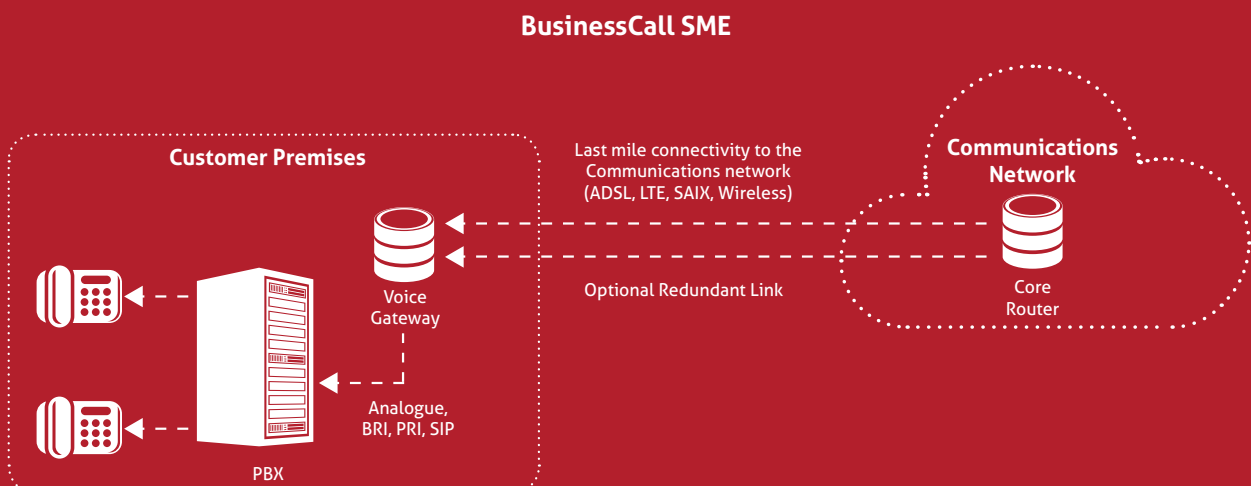 BusinessCall SME
Customer Premises
Last mile connectivity to the
Communications network
(ADSL, LTE, SAIX, Wireless)
Communications
Network
Voice
Gateway
Optional Redundant Link
Core
Router
Analogue,
BRI, PRI, SIP
PBX